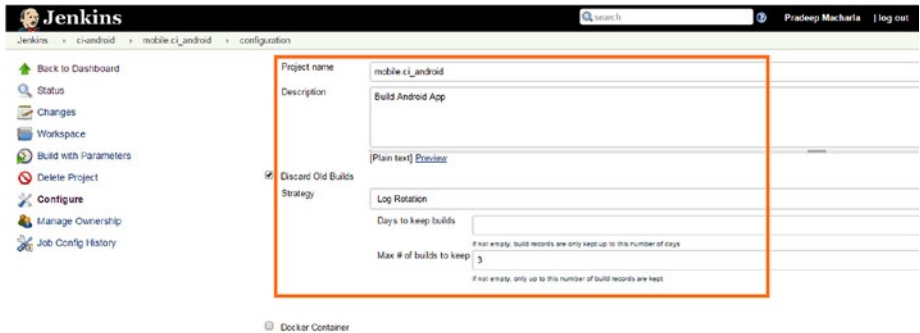 Jenkins
search
Pradeep Macharla | log out
Jenkins › ci-android › mobile.ci_android › configuration
Back to Dashboard
Status
Changes
Workspace
Build with Parameters
Delete Project
Configure
Manage Ownership
Job Config History
Project name
mobile.ci_android
Description
Build Android App
[Plain text] Preview
Discard Old Builds
Strategy
Log Rotation
Days to keep builds
if not empty, build records are only kept up to this number of days
Max # of builds to keep
3
if not empty, only up to this number of build records are kept
Docker Container